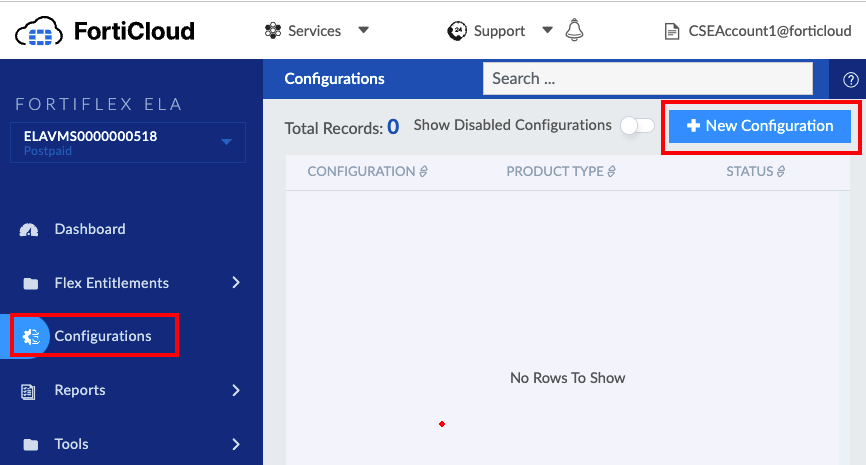 FortiCloud Services 24 Support CSEAccount1@forticloud
FORTIFLEX ELA
ELAVMS0000000518
Postpaid
Dashboard
Flex Entitlements
Configurations
Reports
Tools
Configurations Search ... ?
Total Records: 0 Show Disabled Configurations + New Configuration
CONFIGURATION PRODUCT TYPE STATUS
No Rows To Show